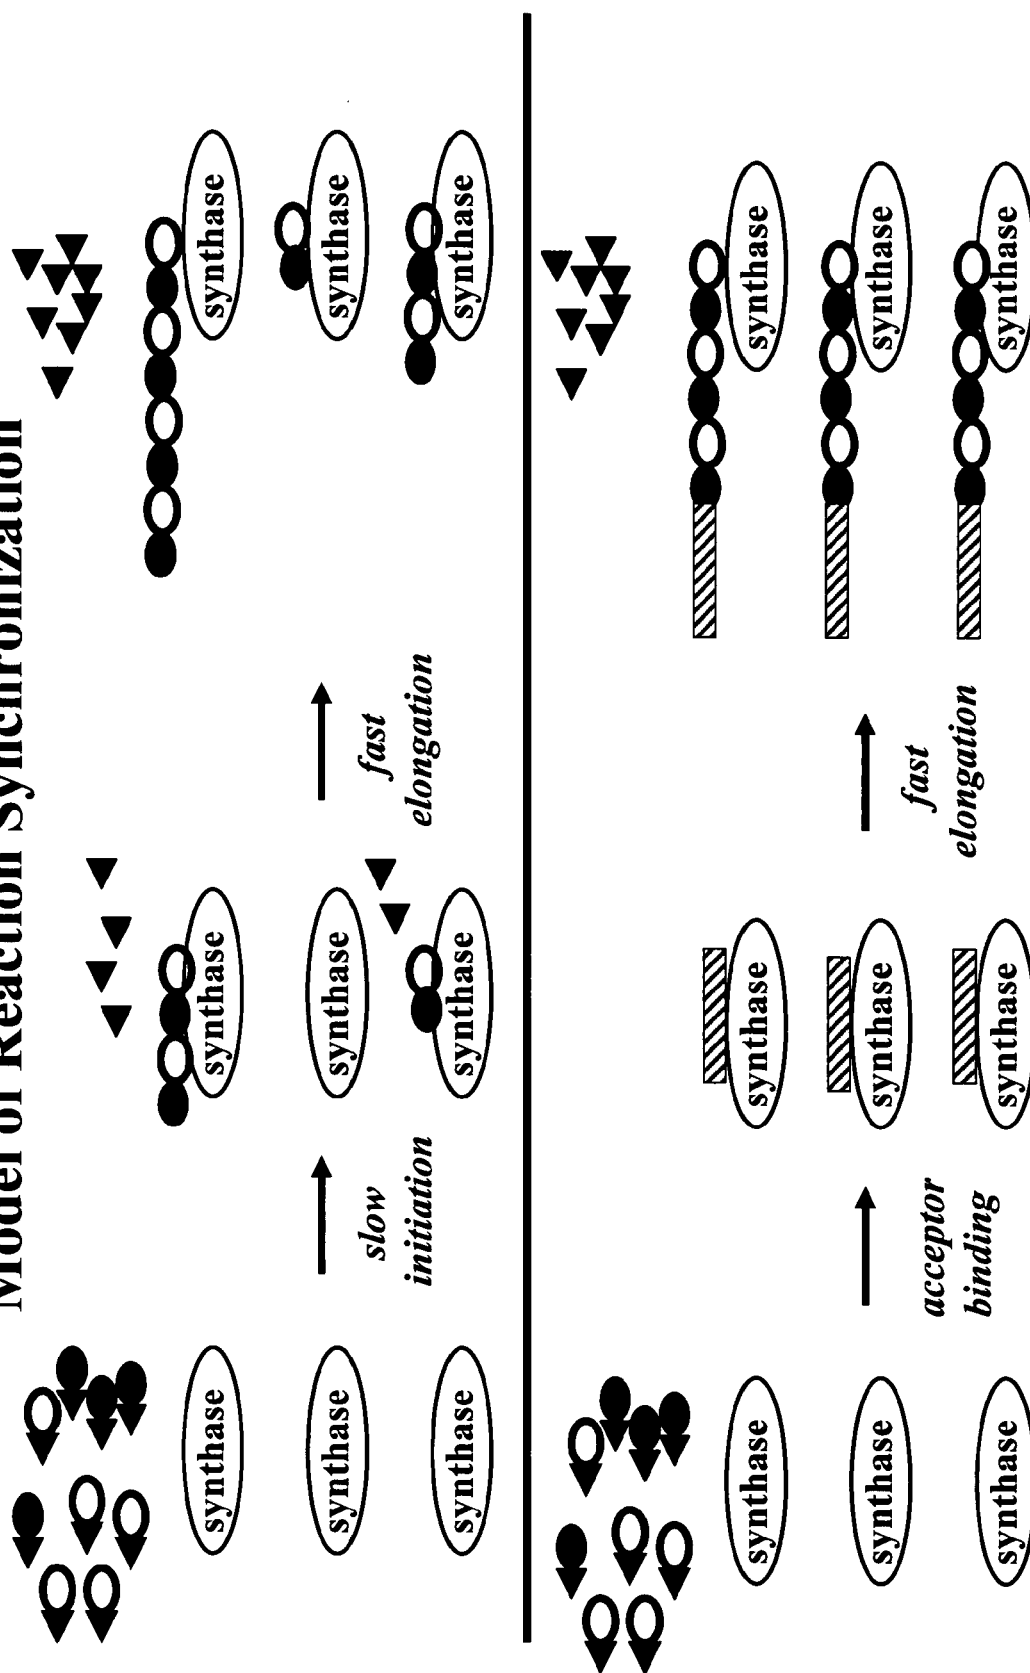 Model of Reaction Synchronization
synthase
synthase
synthase
slow
initiation
synthase
synthase
synthase
fast
elongation
synthase
synthase
synthase
synthase
synthase
synthase
acceptor
binding
synthase
synthase
synthase
fast
elongation
synthase
synthase
synthase